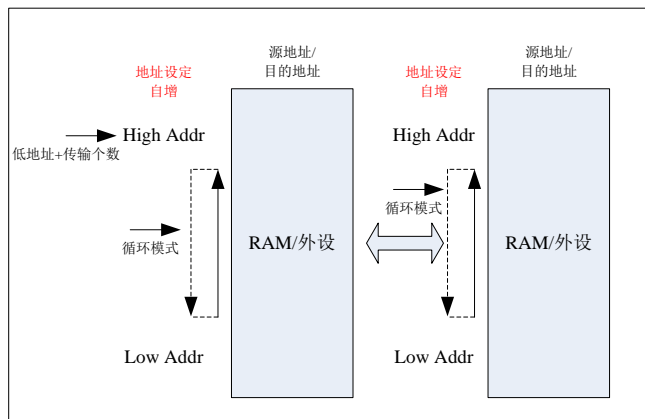 源地址/
目的地址
源地址/
目的地址
地址设定
自增
地址设定
自增
High Addr
High Addr
低地址+传输个数
循环模式
循环模式
RAM/外设
RAM/外设
Low Addr
Low Addr